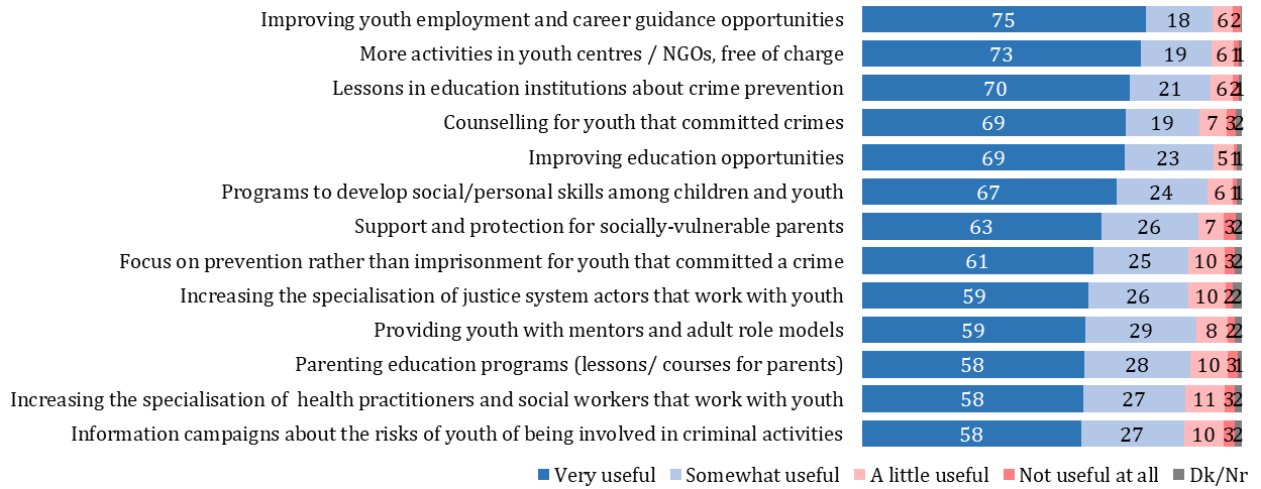 Improving youth employment and career guidance opportunities 75 18 6 2
More activities in youth centres / NGOs, free of charge 73 19 6 1 1
Lessons in education institutions about crime prevention 70 21 6 2 1
Counselling for youth that committed crimes 69 19 7 3 2
Improving education opportunities 69 23 5 1 1
Programs to develop social/personal skills among children and youth 67 24 6 1 1
Support and protection for socially-vulnerable parents 63 26 7 3 2
Focus on prevention rather than imprisonment for youth that committed a crime 61 25 10 3 2
Increasing the specialisation of justice system actors that work with youth 59 26 10 2 2
Providing youth with mentors and adult role models 59 29 8 2 2
Parenting education programs (lessons/ courses for parents) 58 28 10 3 1
Increasing the specialisation of health practitioners and social workers that work with youth 58 27 11 3 2
Information campaigns about the risks of youth of being involved in criminal activities 58 27 10 3 2
Very useful Somewhat useful A little useful Not useful at all Dk/Nr